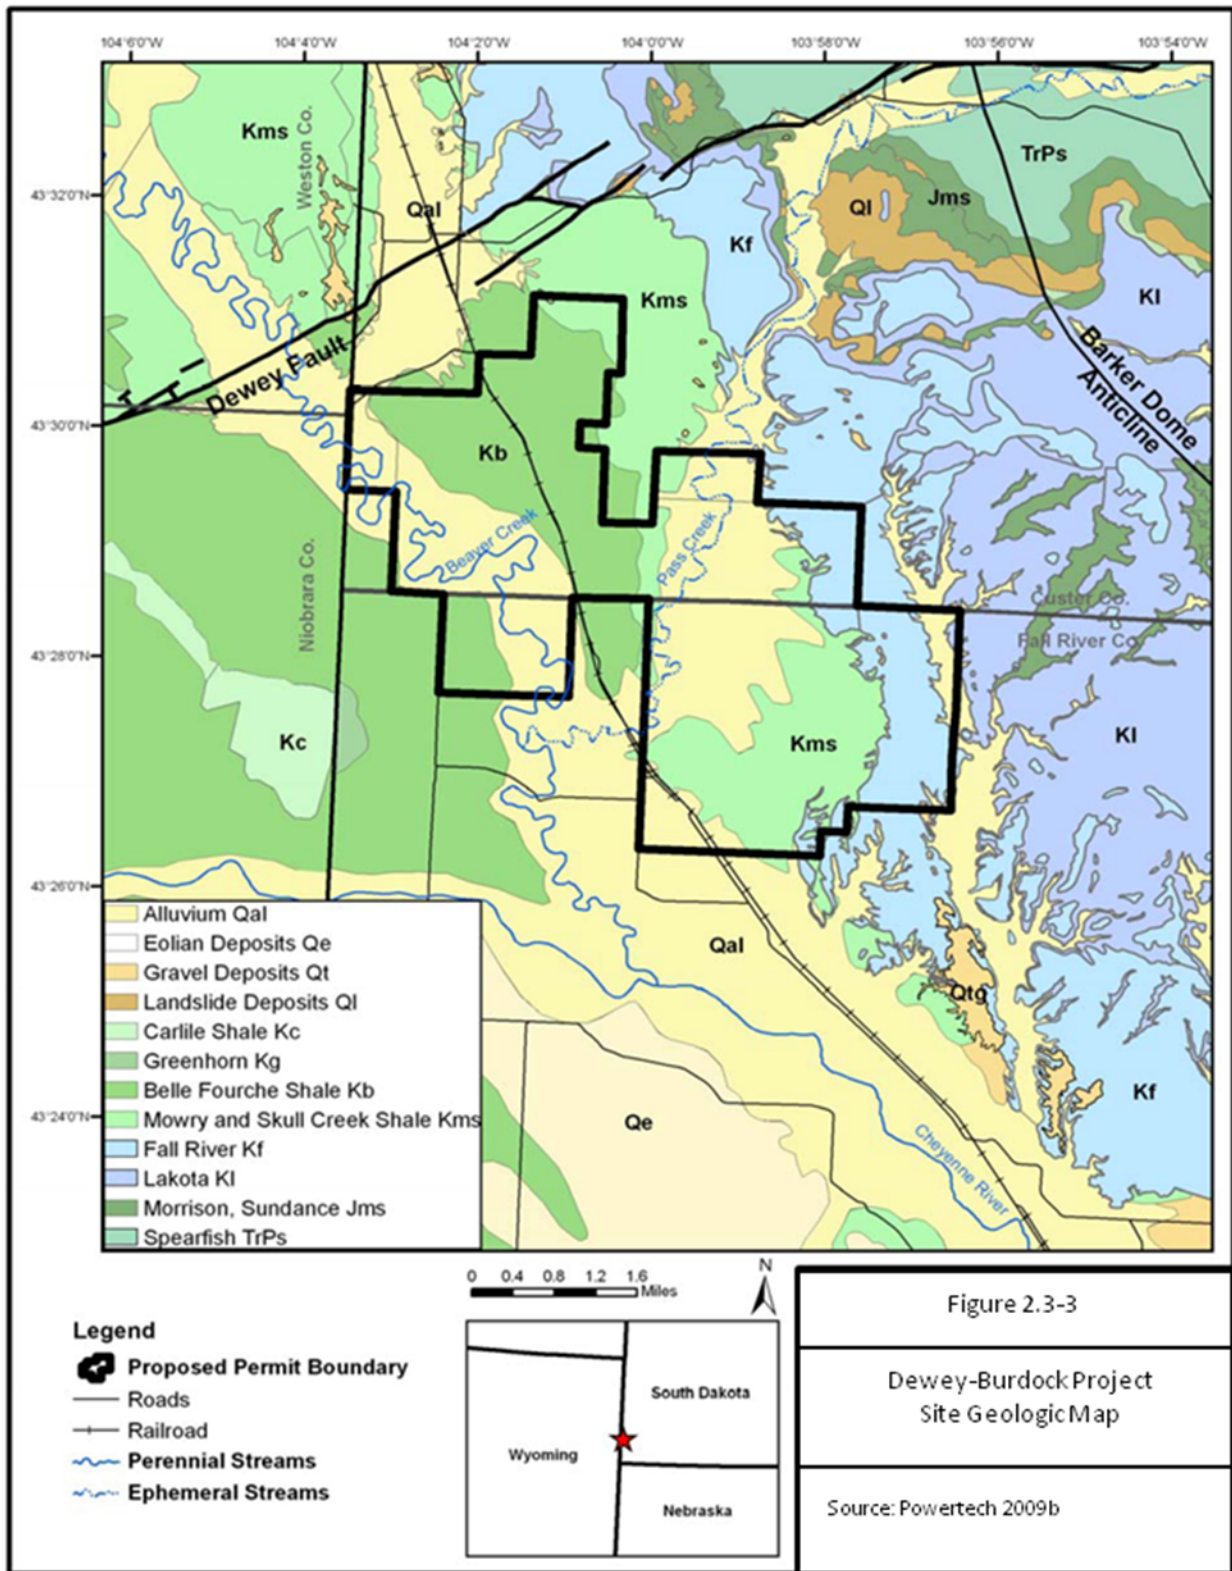 104°6'0"W 104°4'0"W 104°2'0"W 104°0'0"W 103°58'0"W 103°56'0"W 103°54'0"W
43°32'0"N
43°30'0"N
43°28'0"N
43°26'0"N
43°24'0"N
Kms
Weston Co.
Qal
TrPs
Ql
Jms
Kf
Kms
Kl
Dewey Fault
Barker Dome
Anticline
Kb
Beaver Creek
Pass Creek
Niobrara Co.
Custer Co.
Fall River Co.
Kc
Kms
Kl
Qal
Qtg
Kf
Qe
Cheyenne River
Alluvium Qal
Eolian Deposits Qe
Gravel Deposits Qt
Landslide Deposits Ql
Carlile Shale Kc
Greenhorn Kg
Belle Fourche Shale Kb
Mowry and Skull Creek Shale Kms
Fall River Kf
Lakota Kl
Morrison, Sundance Jms
Spearfish TrPs
0 0.4 0.8 1.2 1.6
Miles
N
Legend
Proposed Permit Boundary
Roads
Railroad
Perennial Streams
Ephemeral Streams
South Dakota
Wyoming
Nebraska
Figure 2.3-3
Dewey-Burdock Project
Site Geologic Map
Source: Powertech 2009b